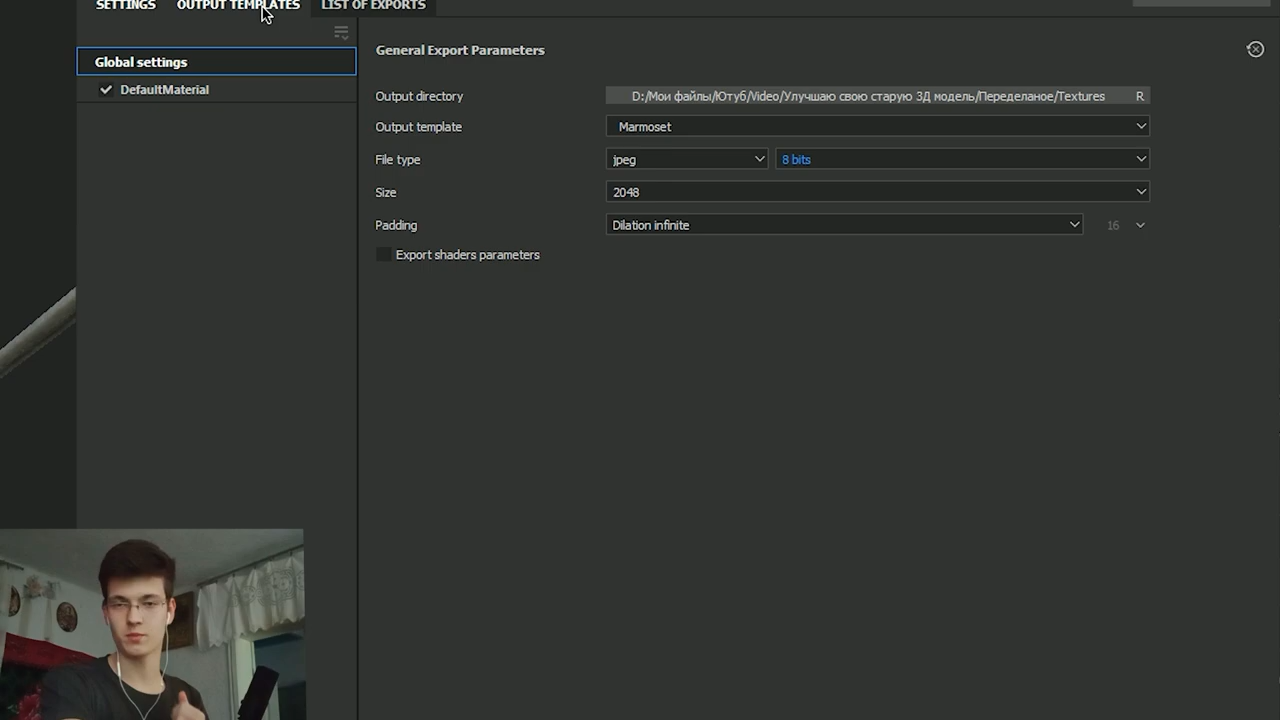 SETTINGS OUTPUT TEMPLATES LIST OF EXPORTS
Global settings
DefaultMaterial
General Export Parameters
Output directory D:/Мои файлы/Ютуб/Video/Улучшаю свою старую 3Д модель/Переделаное/Textures R
Output template Marmoset
File type jpeg 8 bits
Size 2048
Padding Dilation infinite 16
Export shaders parameters